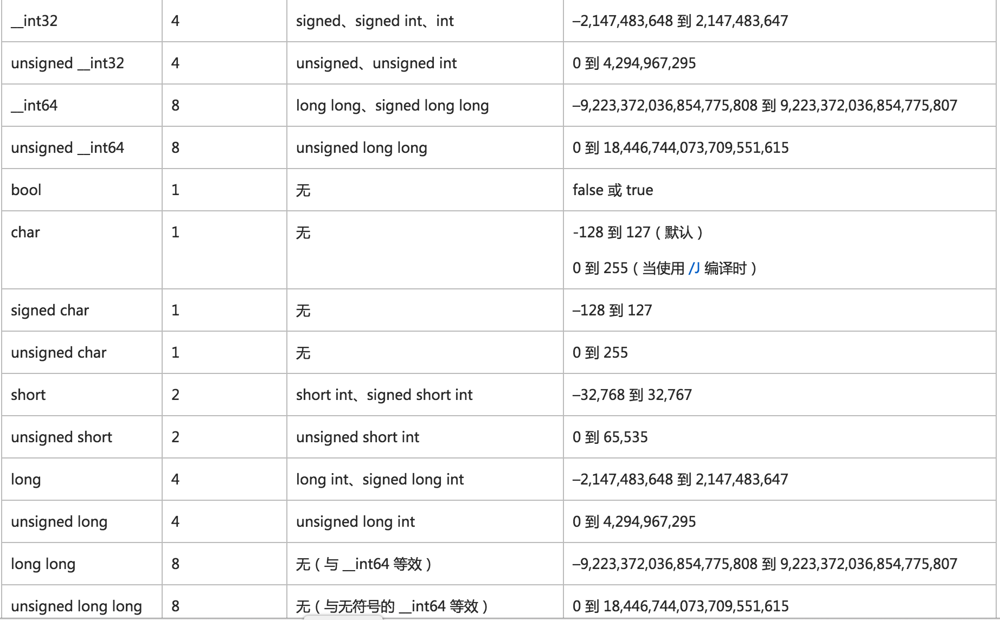 __int32 4 signed、signed int、int –2,147,483,648 到 2,147,483,647
unsigned __int32 4 unsigned、unsigned int 0 到 4,294,967,295
__int64 8 long long、signed long long –9,223,372,036,854,775,808 到 9,223,372,036,854,775,807
unsigned __int64 8 unsigned long long 0 到 18,446,744,073,709,551,615
bool 1 无 false 或 true
char 1 无 -128 到 127（默认）
0 到 255（当使用 /J 编译时）
signed char 1 无 –128 到 127
unsigned char 1 无 0 到 255
short 2 short int、signed short int –32,768 到 32,767
unsigned short 2 unsigned short int 0 到 65,535
long 4 long int、signed long int –2,147,483,648 到 2,147,483,647
unsigned long 4 unsigned long int 0 到 4,294,967,295
long long 8 无（与 __int64 等效） –9,223,372,036,854,775,808 到 9,223,372,036,854,775,807
unsigned long long 8 无（与无符号的 __int64 等效） 0 到 18,446,744,073,709,551,615